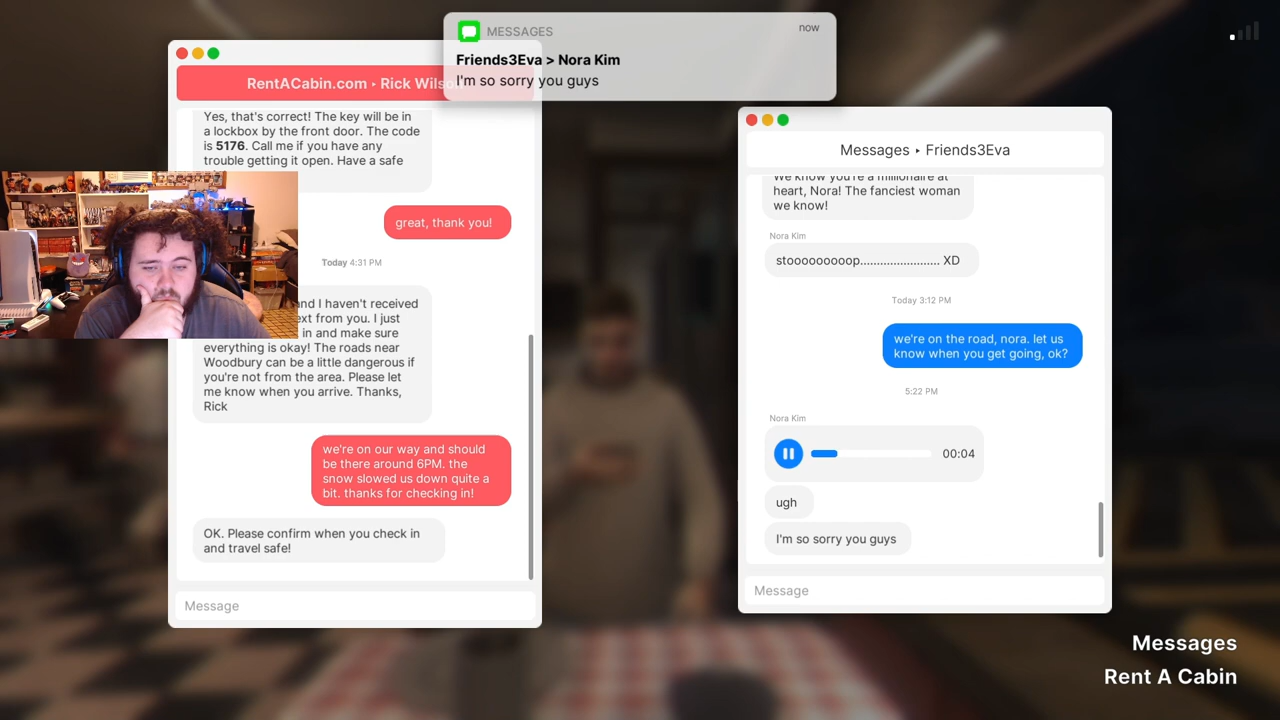 MESSAGES
now
Friends3Eva > Nora Kim
I'm so sorry you guys
RentACabin.com ▸ Rick Wilso
Yes, that's correct! The key will be in
a lockbox by the front door. The code
is 5176. Call me if you have any
trouble getting it open. Have a safe
great, thank you!
Today 4:31 PM
and I haven't received
ext from you. I just
in and make sure
everything is okay! The roads near
Woodbury can be a little dangerous if
you're not from the area. Please let
me know when you arrive. Thanks,
Rick
we're on our way and should
be there around 6PM. the
snow slowed us down quite a
bit. thanks for checking in!
OK. Please confirm when you check in
and travel safe!
Message
Messages ▸ Friends3Eva
We know you're a millionaire at
heart, Nora! The fanciest woman
we know!
Nora Kim
stooooooooop........................ XD
Today 3:12 PM
we're on the road, nora. let us
know when you get going, ok?
5:22 PM
Nora Kim
00:04
ugh
I'm so sorry you guys
Message
Messages
Rent A Cabin